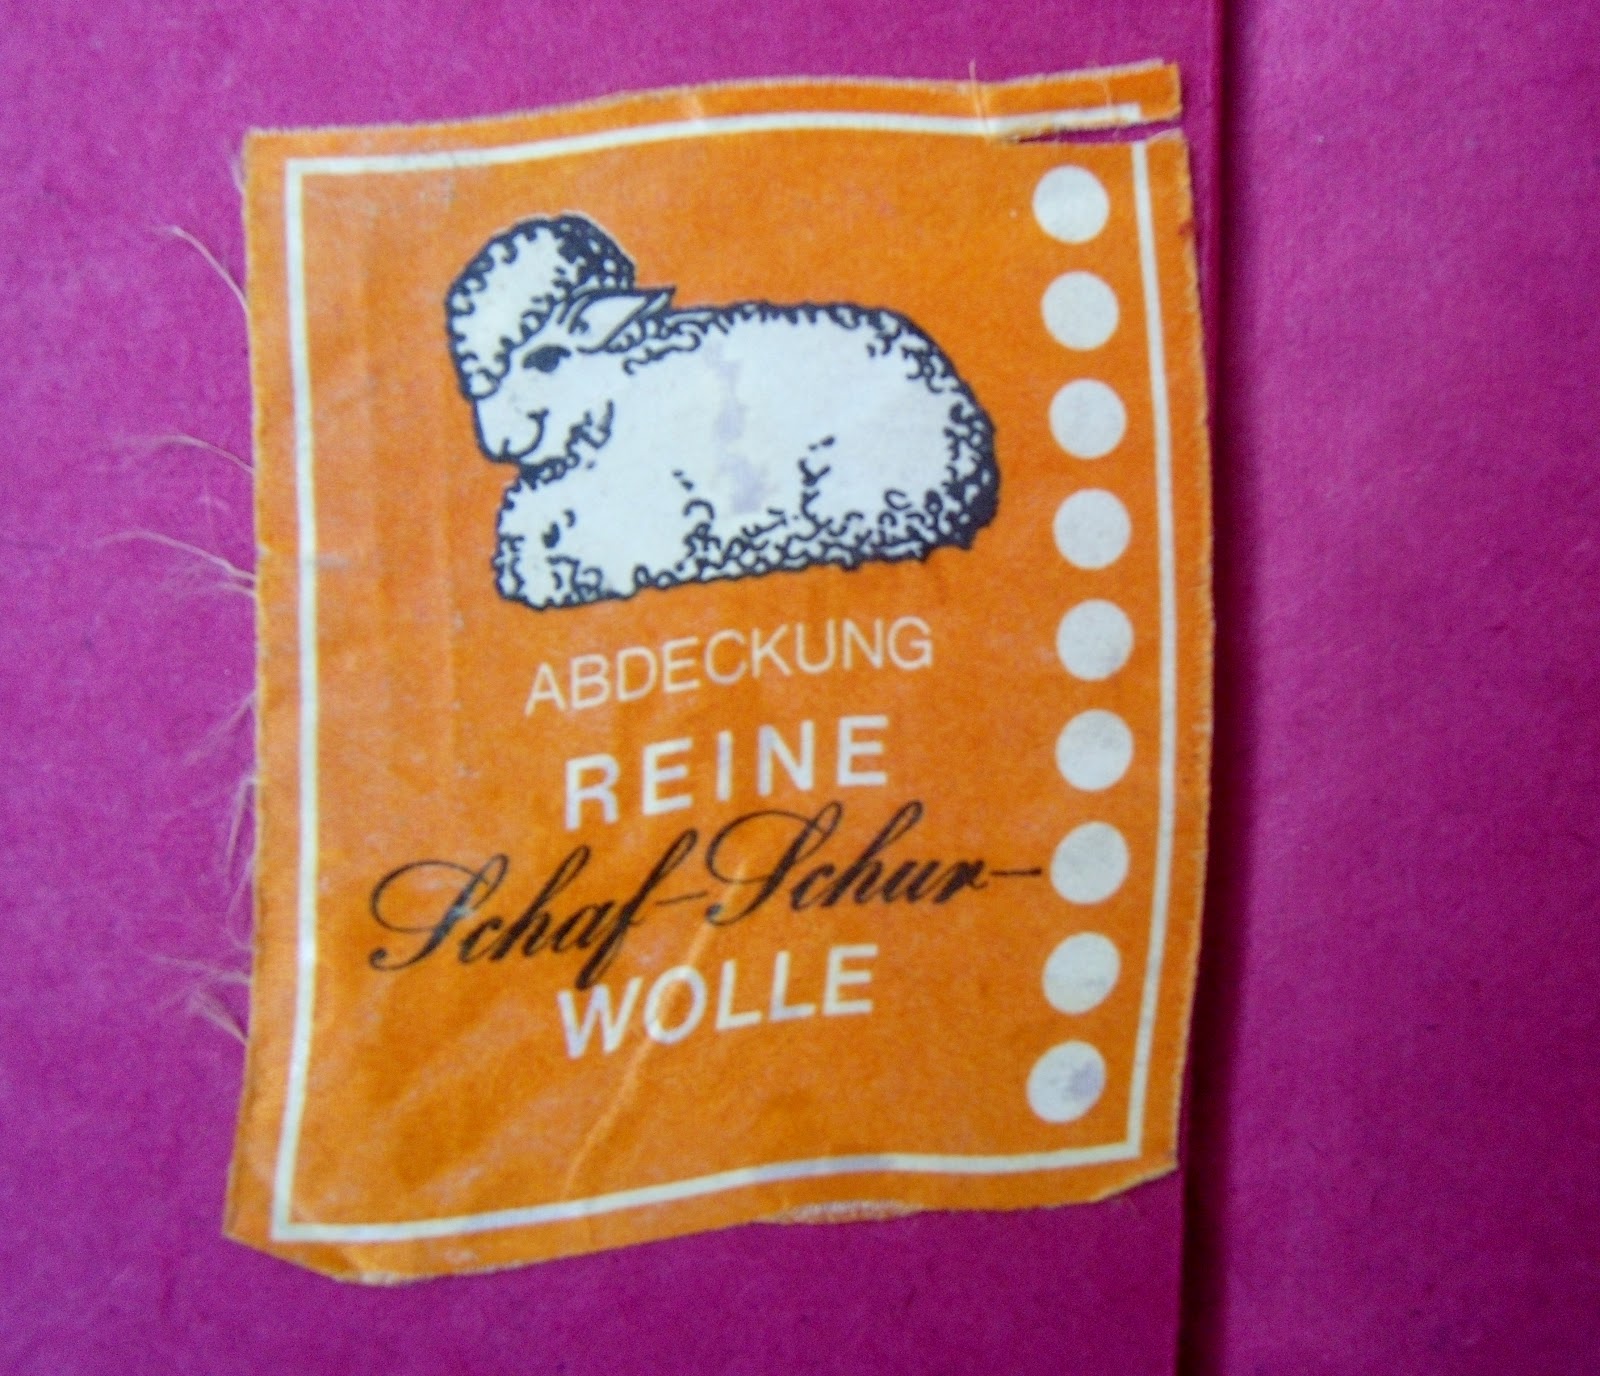 ABDECKUNG
REINE
Schaf-Schur-
WOLLE